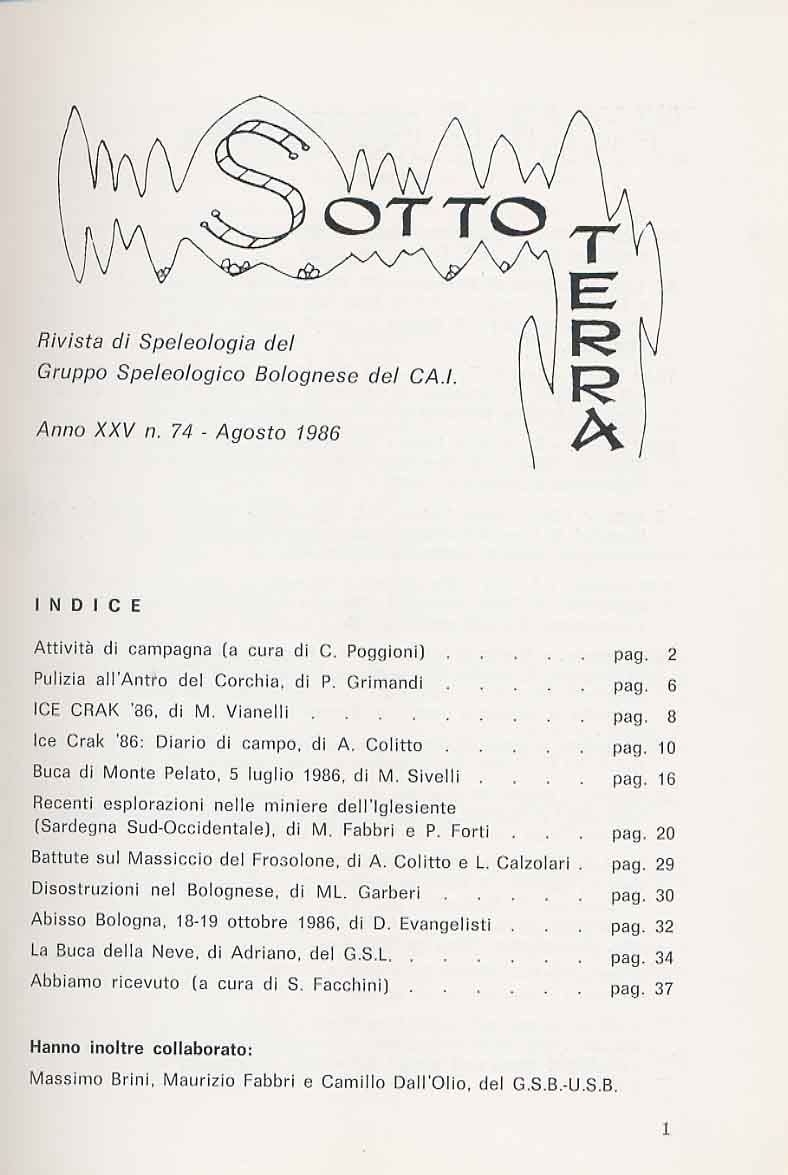 SOTTO
TERRA
Rivista di Speleologia del
Gruppo Speleologico Bolognese del CA.I.
Anno XXV n. 74 - Agosto 1986
INDICE
Attività di campagna (a cura di C. Poggioni) . . . . . pag. 2
Pulizia all'Antro del Corchia, di P. Grimandi . . . . . pag. 6
ICE CRAK '86, di M. Vianelli . . . . . . . . . pag. 8
Ice Crak '86: Diario di campo, di A. Colitto . . . . . pag. 10
Buca di Monte Pelato, 5 luglio 1986, di M. Sivelli . . . . pag. 16
Recenti esplorazioni nelle miniere dell'Iglesiente
(Sardegna Sud-Occidentale), di M. Fabbri e P. Forti . . . pag. 20
Battute sul Massiccio del Frosolone, di A. Colitto e L. Calzolari . pag. 29
Disostruzioni nel Bolognese, di ML. Garberi . . . . . pag. 30
Abisso Bologna, 18-19 ottobre 1986, di D. Evangelisti . . . pag. 32
La Buca della Neve, di Adriano, del G.S.L. . . . . . . pag. 34
Abbiamo ricevuto (a cura di S. Facchini) . . . . . . pag. 37
Hanno inoltre collaborato:
Massimo Brini, Maurizio Fabbri e Camillo Dall'Olio, del G.S.B.-U.S.B.
1